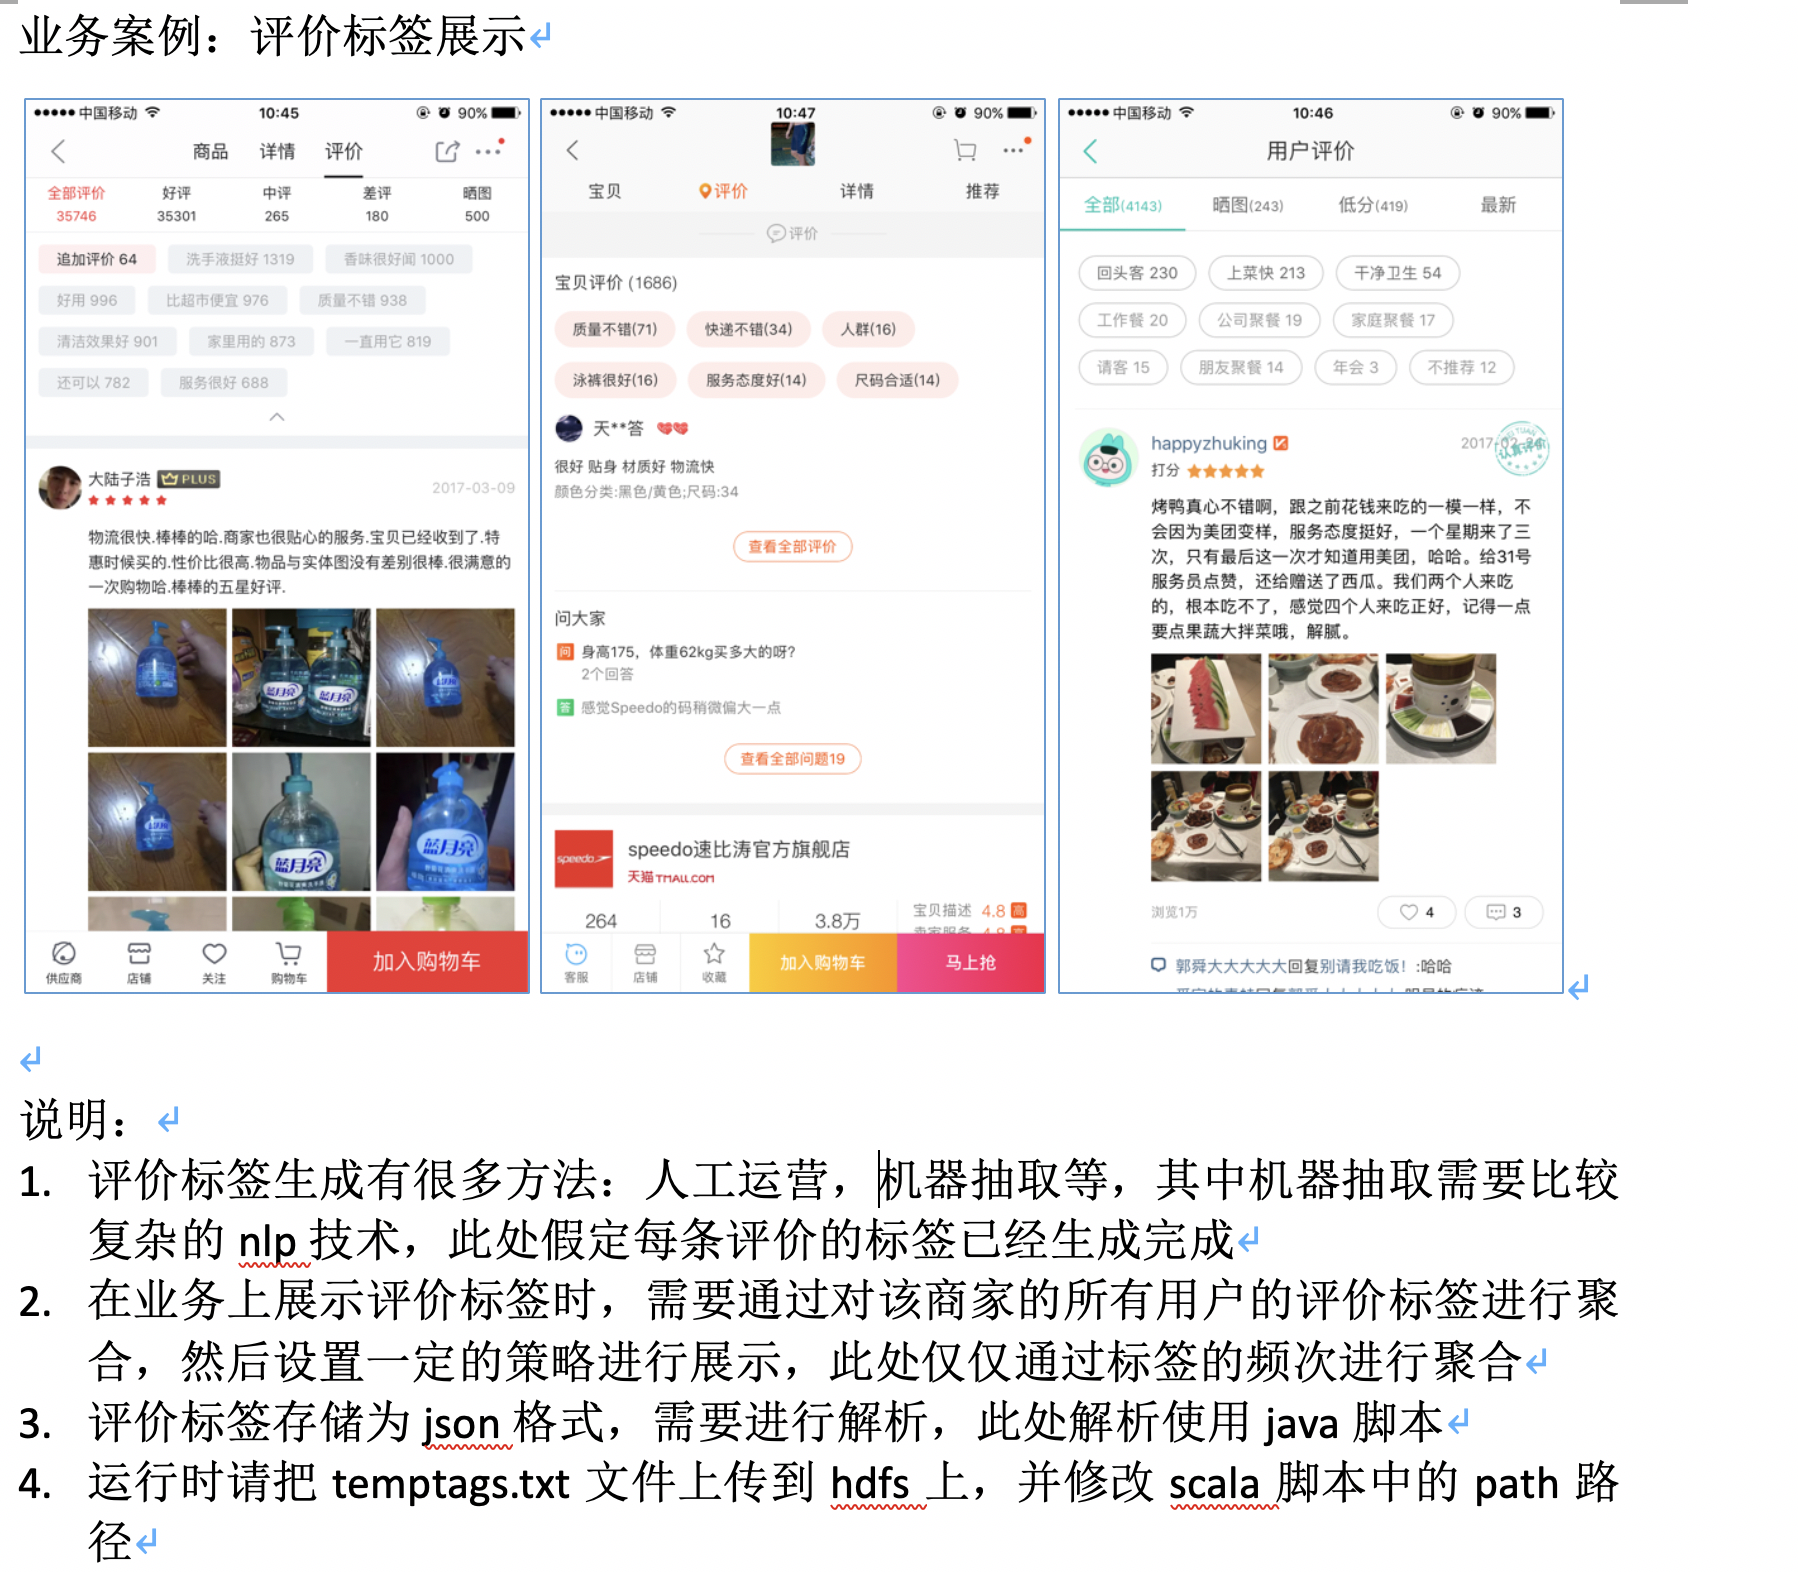 业务案例：评价标签展示
中国移动 10:45 90%
商品 详情 评价
全部评价 好评 中评 差评 晒图
35746 35301 265 180 500
追加评价 64 洗手液挺好 1319 香味很好闻 1000
好用 996 比超市便宜 976 质量不错 938
清洁效果好 901 家里用的 873 一直用它 819
还可以 782 服务很好 688
大陆子浩 PLUS
2017-03-09
物流很快.棒棒的哈.商家也很贴心的服务.宝贝已经收到了.特
惠时候买的.性价比很高.物品与实体图没有差别很棒.很满意的
一次购物哈.棒棒的五星好评.
蓝月亮 蓝月亮
蓝月亮 蓝月亮
供应商 店铺 关注 购物车 加入购物车
中国移动 10:47 90%
宝贝 评价 详情 推荐
评价
宝贝评价 (1686)
质量不错(71) 快递不错(34) 人群(16)
泳裤很好(16) 服务态度好(14) 尺码合适(14)
天**答
很好 贴身 材质好 物流快
颜色分类:黑色/黄色;尺码:34
查看全部评价
问大家
问 身高175，体重62kg买多大的呀?
2个回答
答 感觉Speedo的码稍微偏大一点
查看全部问题19
speedo speedo速比涛官方旗舰店
天猫 TMALL.COM
264 16 3.8万 宝贝描述 4.8 高
卖家服务 4.8 高
客服 店铺 收藏 加入购物车 马上抢
中国移动 10:46 90%
用户评价
全部(4143) 晒图(243) 低分(419) 最新
回头客 230 上菜快 213 干净卫生 54
工作餐 20 公司聚餐 19 家庭聚餐 17
请客 15 朋友聚餐 14 年会 3 不推荐 12
happyzhuking 2017-02-24
打分
认真评价
烤鸭真心不错啊，跟之前花钱来吃的一模一样，不
会因为美团变样，服务态度挺好，一个星期来了三
次，只有最后这一次才知道用美团，哈哈。给31号
服务员点赞，还给赠送了西瓜。我们两个人来吃
的，根本吃不了，感觉四个人来吃正好，记得一点
要点果蔬大拌菜哦，解腻。
浏览1万 4 3
郭舜大大大大大回复别请我吃饭！:哈哈
说明：
1. 评价标签生成有很多方法：人工运营，机器抽取等，其中机器抽取需要比较
复杂的 nlp 技术，此处假定每条评价的标签已经生成完成
2. 在业务上展示评价标签时，需要通过对该商家的所有用户的评价标签进行聚
合，然后设置一定的策略进行展示，此处仅仅通过标签的频次进行聚合
3. 评价标签存储为 json 格式，需要进行解析，此处解析使用 java 脚本
4. 运行时请把 temptags.txt 文件上传到 hdfs 上，并修改 scala 脚本中的 path 路
径